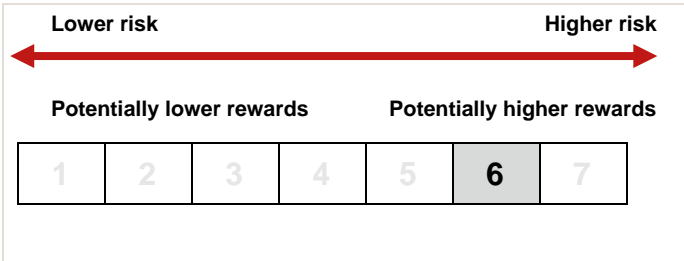 Lower risk Higher risk
Potentially lower rewards Potentially higher rewards
1 2 3 4 5 6 7